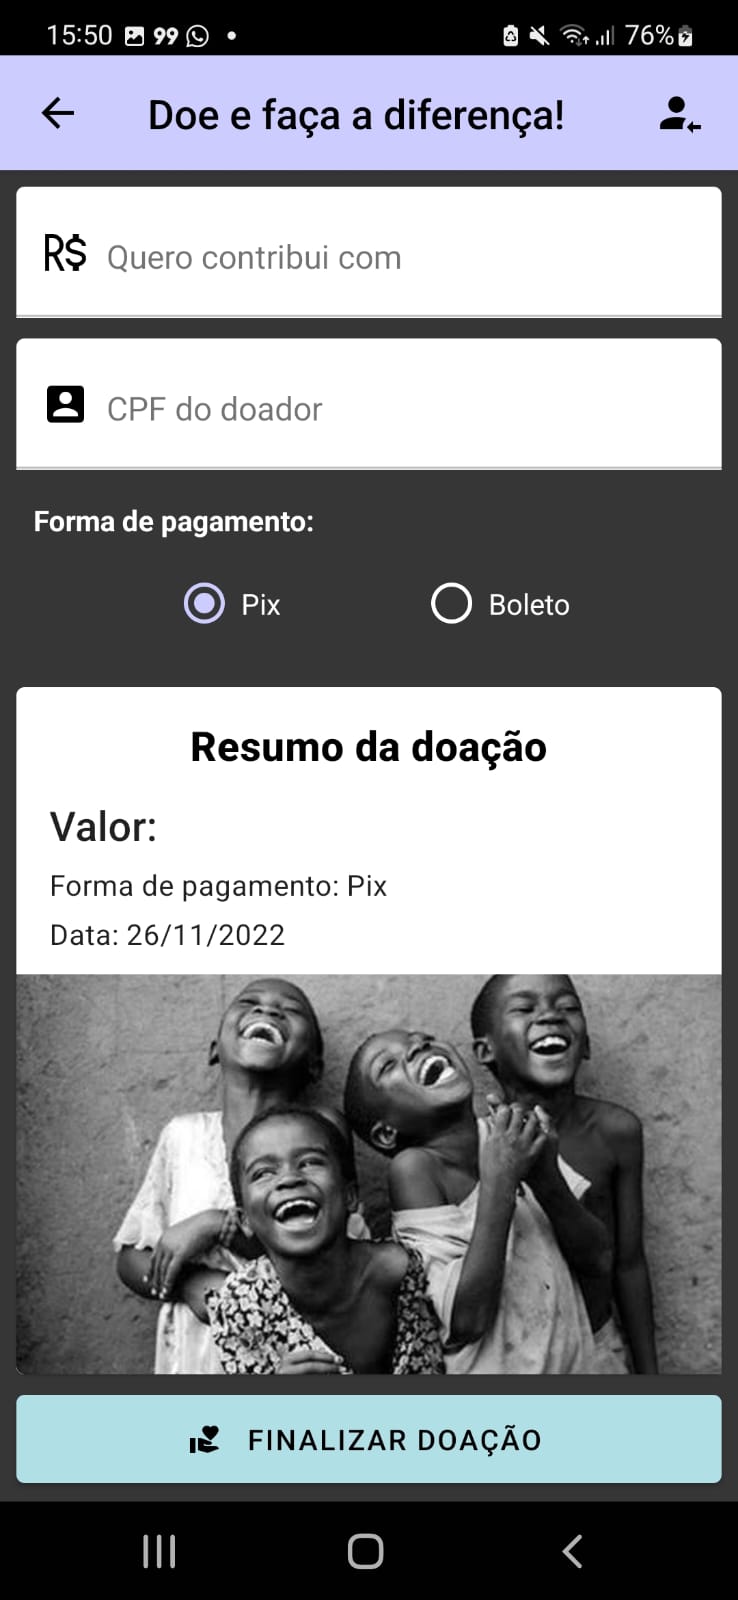 15:50 99
76%
Doe e faça a diferença!
R$ Quero contribui com
CPF do doador
Forma de pagamento:
Pix Boleto
Resumo da doação
Valor:
Forma de pagamento: Pix
Data: 26/11/2022
FINALIZAR DOAÇÃO